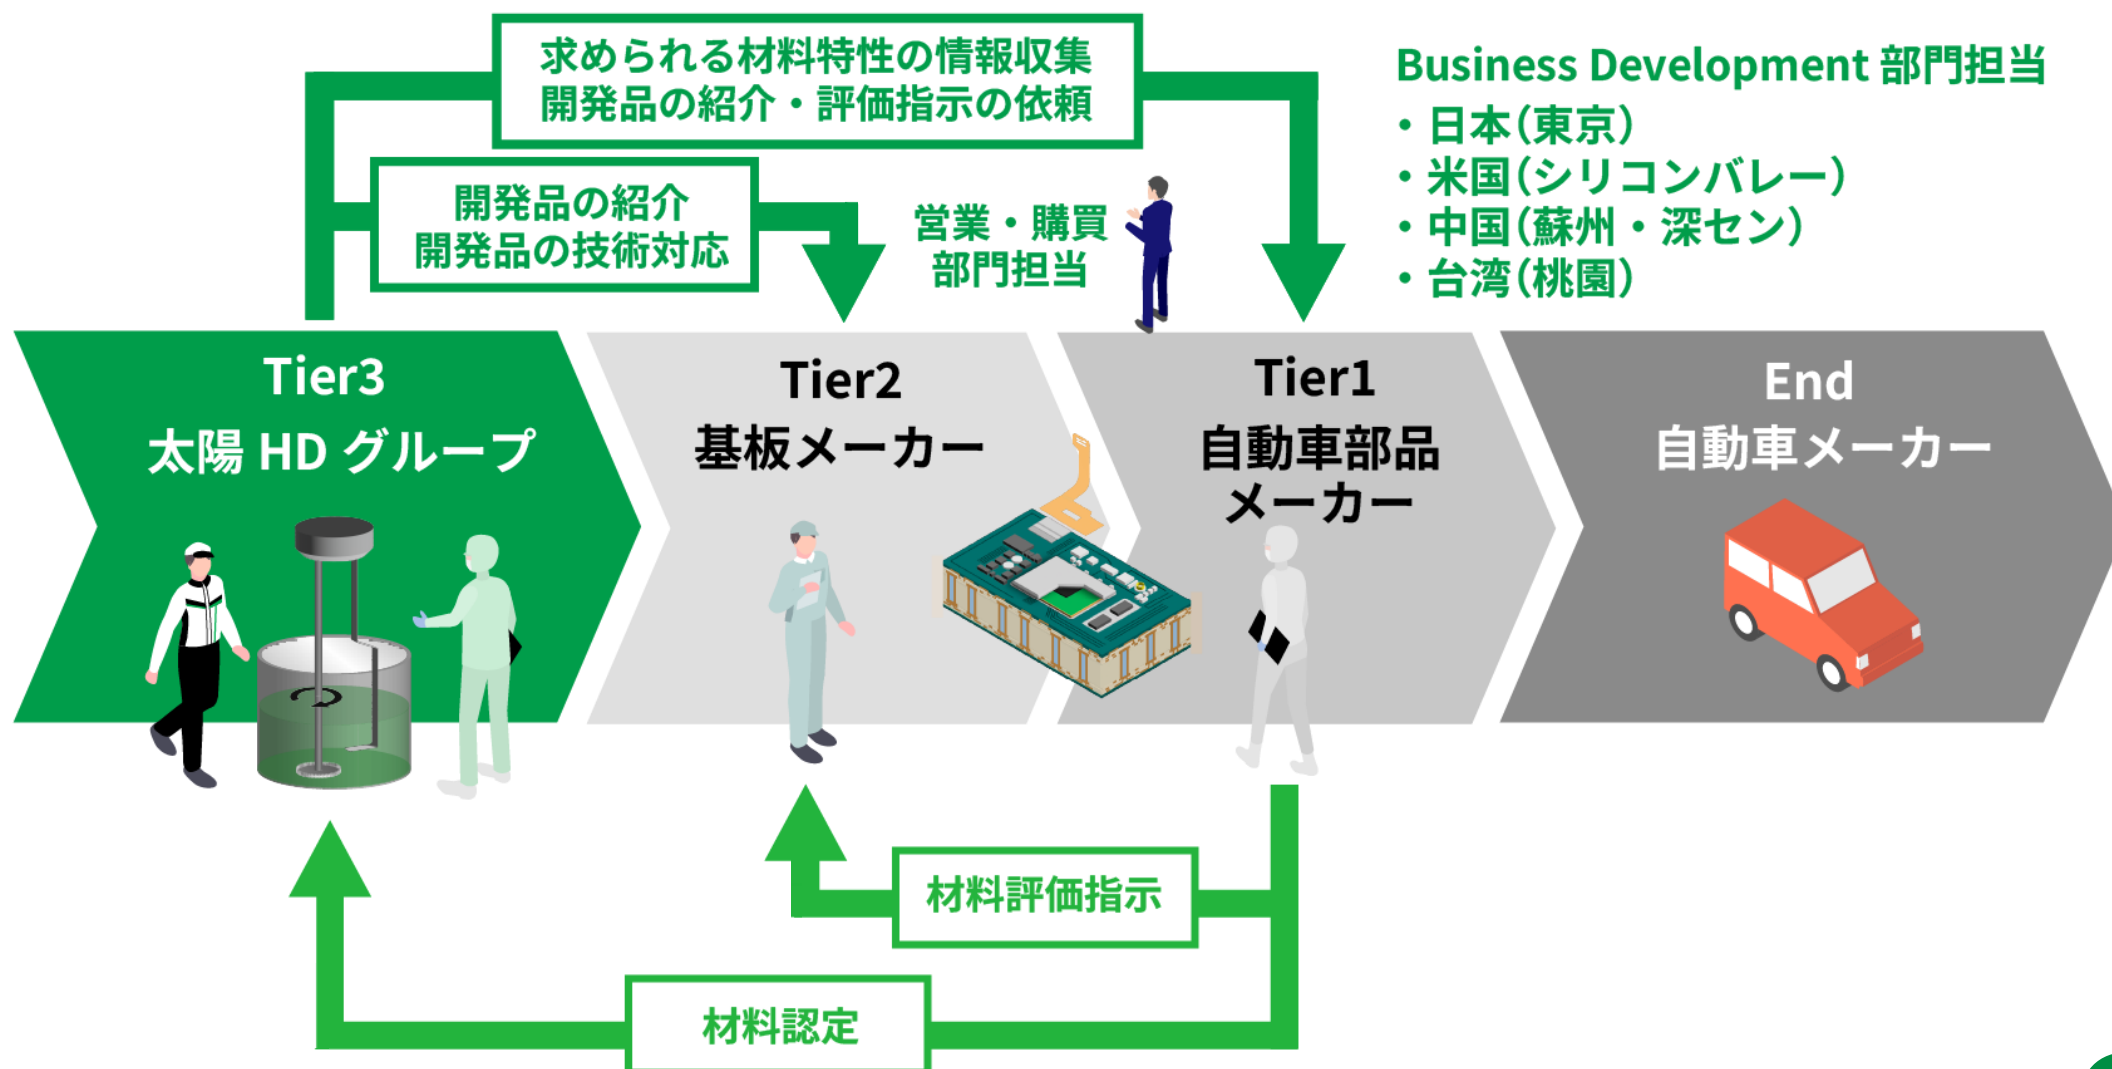 求められる材料特性の情報収集
開発品の紹介・評価指示の依頼
Business Development 部門担当
・日本（東京）
・米国（シリコンバレー）
・中国（蘇州・深セン）
・台湾（桃園）
開発品の紹介
開発品の技術対応
営業・購買
部門担当
Tier3
太陽 HD グループ
Tier2
基板メーカー
Tier1
自動車部品
メーカー
End
自動車メーカー
材料評価指示
材料認定